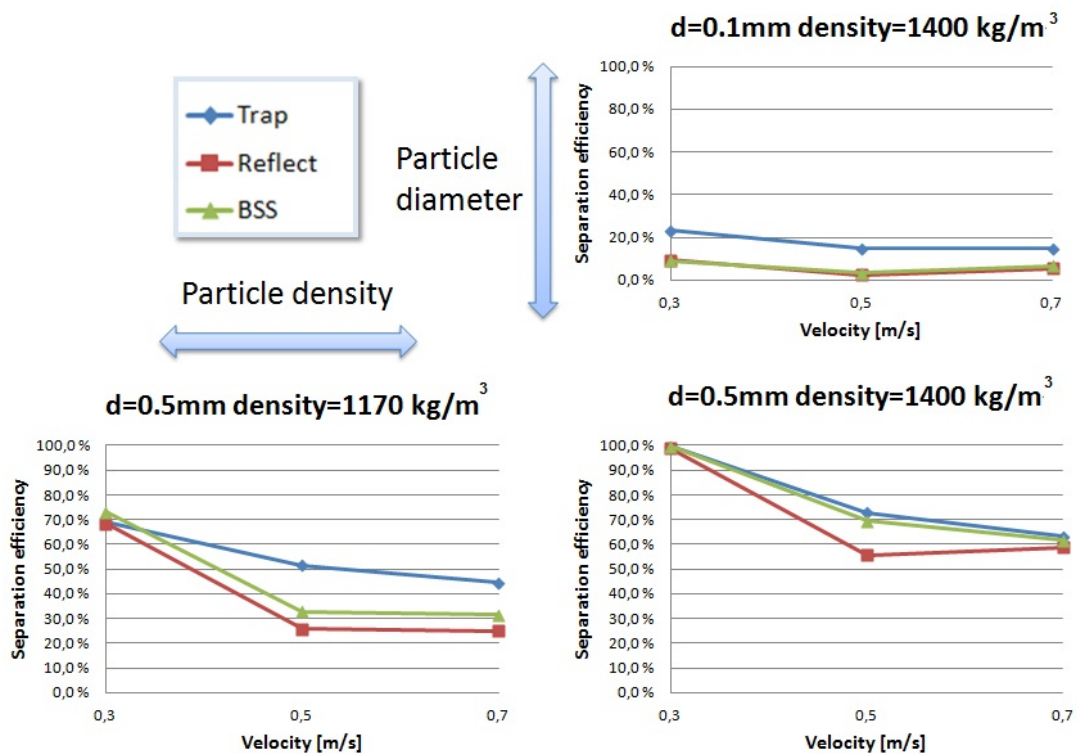 d=0.1mm density=1400 kg/m³
Trap
Reflect
BSS
Particle
diameter
Particle density
Separation efficiency
100,0 %
80,0 %
60,0 %
40,0 %
20,0 %
0,0 %
0,3
0,5
0,7
Velocity [m/s]
d=0.5mm density=1170 kg/m³
Separation efficiency
100,0 %
90,0 %
80,0 %
70,0 %
60,0 %
50,0 %
40,0 %
30,0 %
20,0 %
10,0 %
0,0 %
0,3
0,5
0,7
Velocity [m/s]
d=0.5mm density=1400 kg/m³
Separation efficiency
100,0 %
90,0 %
80,0 %
70,0 %
60,0 %
50,0 %
40,0 %
30,0 %
20,0 %
10,0 %
0,0 %
0,3
0,5
0,7
Velocity [m/s]